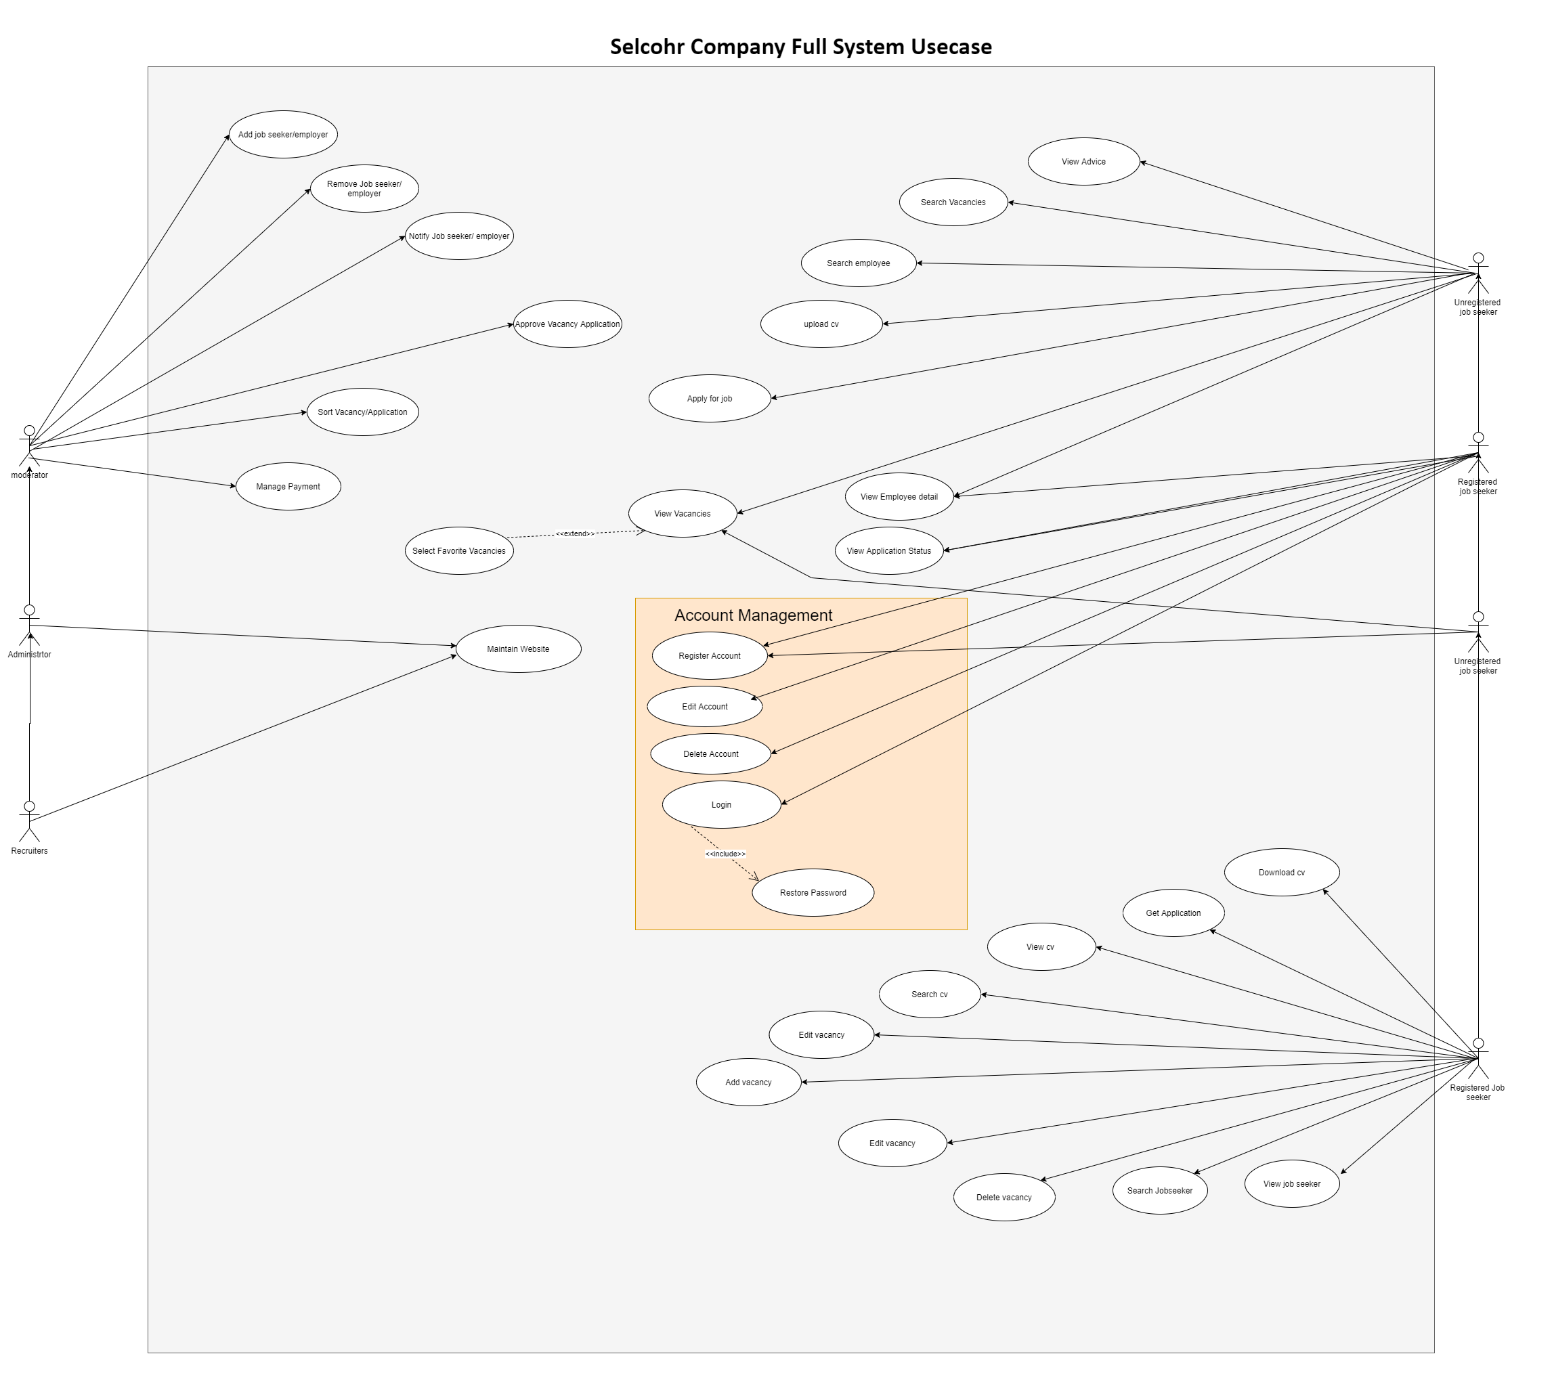 Selcohr Company Full System Usecase
Add job seeker/employer
Remove Job seeker/
employer
Notify Job seeker/ employer
Approve Vacancy Application
Sort Vacancy/Application
Manage Payment
moderator
View Advice
Search Vacancies
Search employee
upload cv
Apply for job
Unregistered
job seeker
View Employee detail
View Vacancies
View Application Status
Select Favorite Vacancies
<<extend>>
Registered
job seeker
Account Management
Register Account
Edit Account
Delete Account
Login
<<include>>
Restore Password
Administrtor
Maintain Website
Unregistered
job seeker
Recruiters
Download cv
Get Application
View cv
Search cv
Edit vacancy
Add vacancy
Edit vacancy
Delete vacancy
Search Jobseeker
View job seeker
Registered Job
seeker